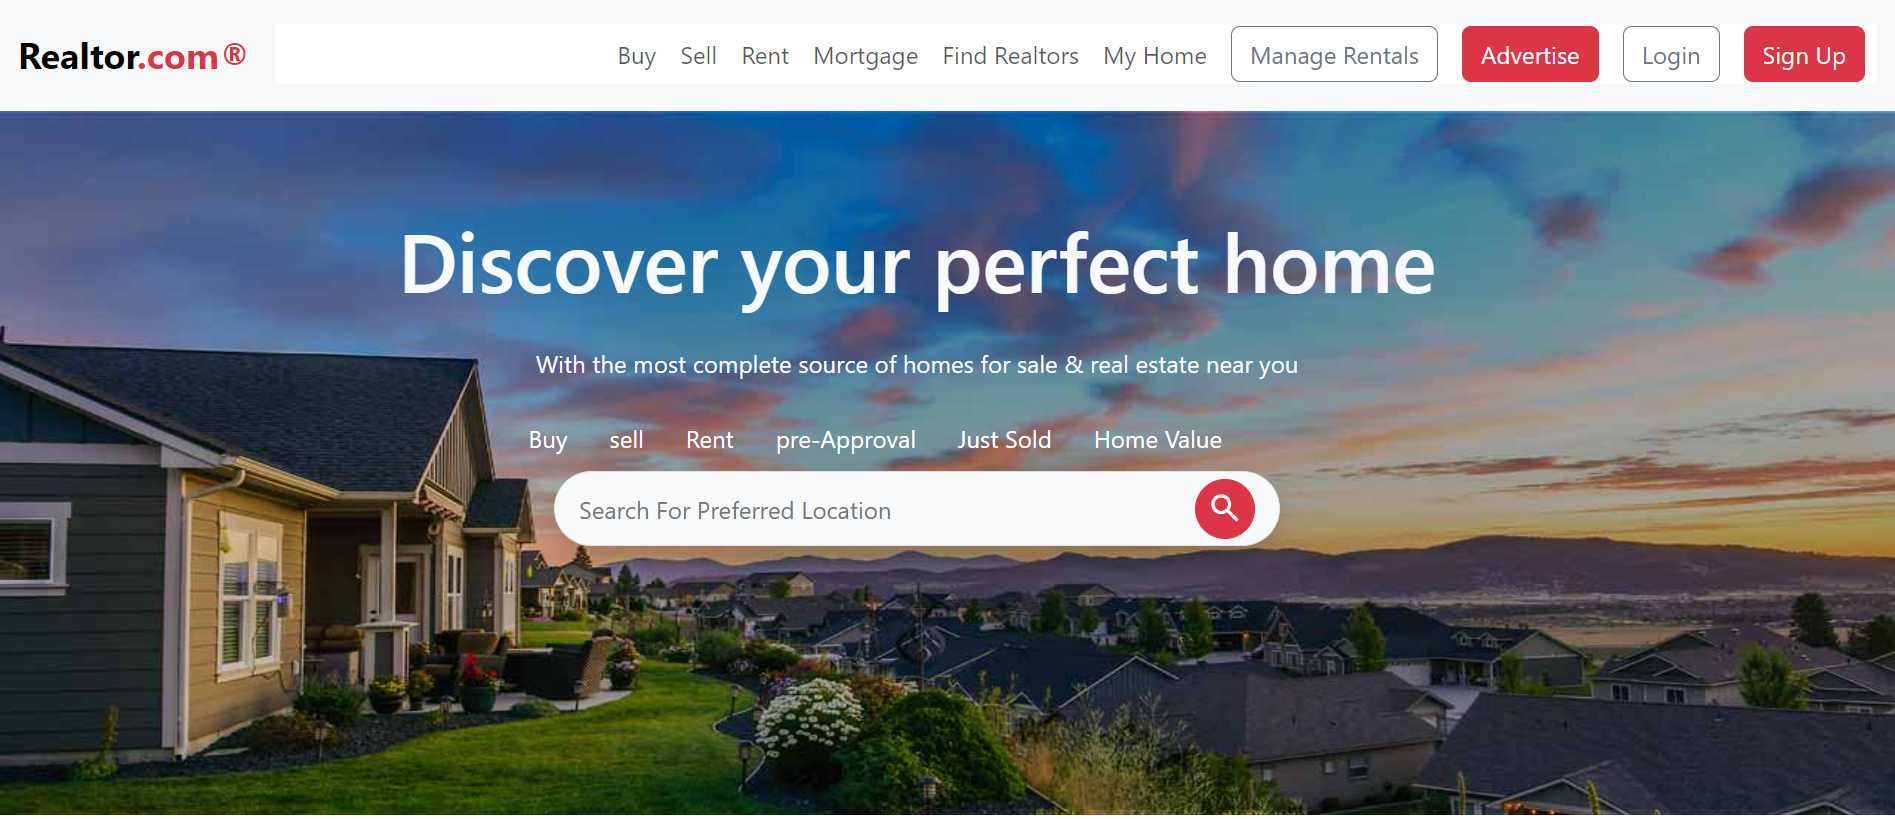 Realtor.com® Buy Sell Rent Mortgage Find Realtors My Home Manage Rentals Advertise Login Sign Up
Discover your perfect home
With the most complete source of homes for sale & real estate near you
Buy sell Rent pre-Approval Just Sold Home Value
Search For Preferred Location